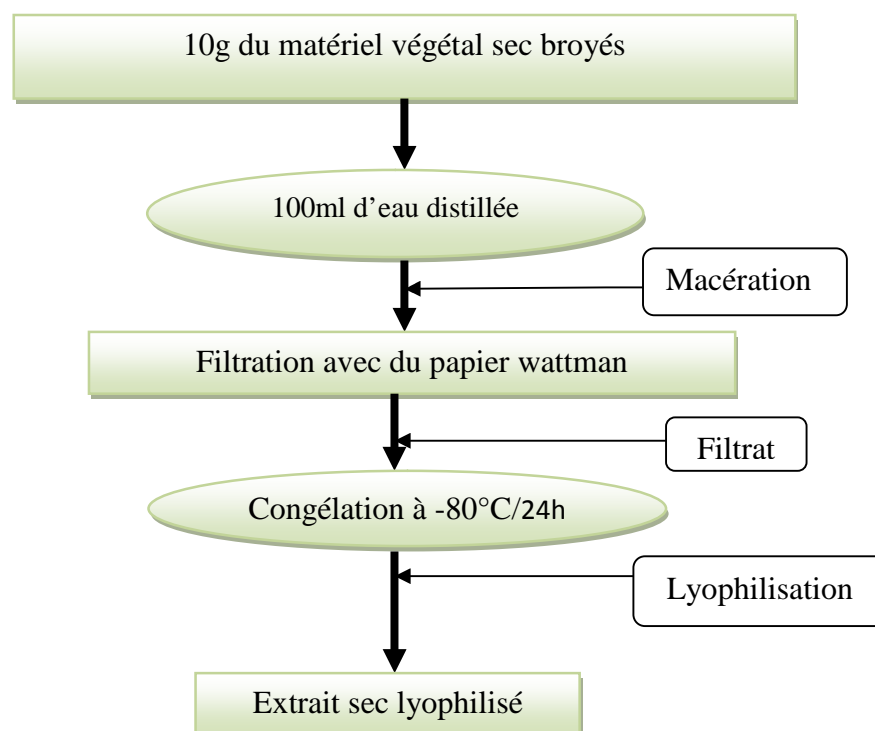 10g du matériel végétal sec broyés
100ml d’eau distillée
Macération
Filtration avec du papier wattman
Filtrat
Congélation à -80°C/24h
Lyophilisation
Extrait sec lyophilisé